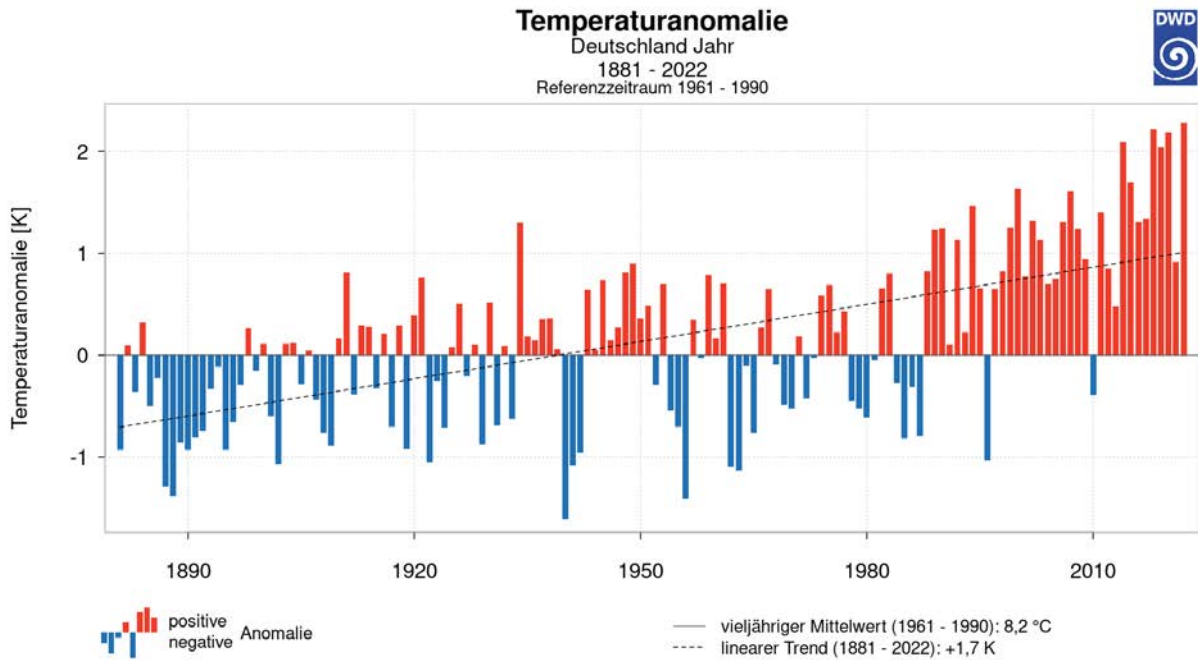 Temperaturanomalie
Deutschland Jahr
1881 - 2022
Referenzzeitraum 1961 - 1990
DWD
Temperaturanomalie [K]
2
1
0
-1
1890
1920
1950
1980
2010
positive
negative
Anomalie
vieljähriger Mittelwert (1961 - 1990): 8,2 °C
linearer Trend (1881 - 2022): +1,7 K